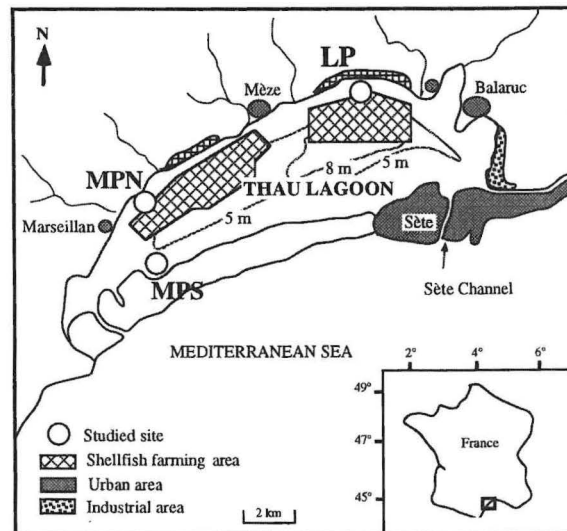 N
LP
Mèze
Balaruc
MPN
8 m
5 m
THAU LAGOON
5 m
Marseillan
Sète
MPS
Sète Channel
MEDITERRANEAN SEA
2° 4° 6°
49°
47°
45°
France
Studied site
Shellfish farming area
Urban area
Industrial area
2 km